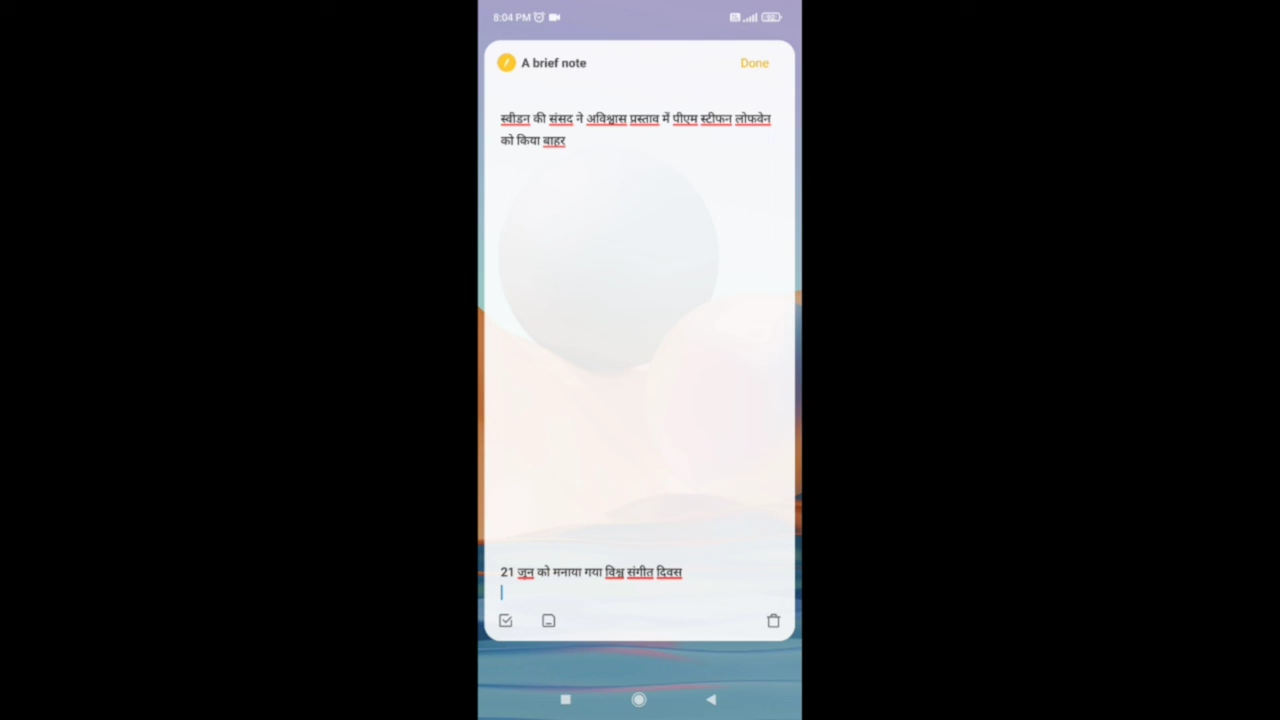 8:04 PM
A brief note
Done
स्वीडन की संसद ने अविश्वास प्रस्ताव में पीएम स्टीफन लोफवेन
को किया बाहर
21 जून को मनाया गया विश्व संगीत दिवस